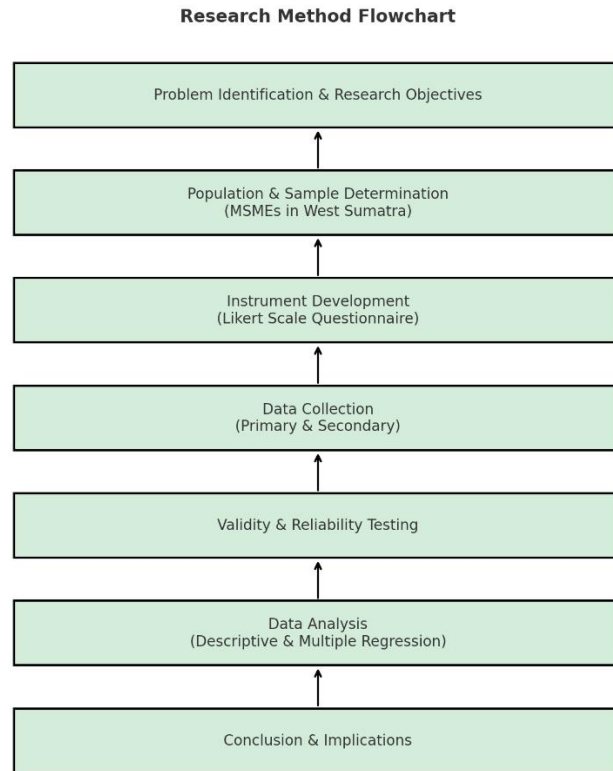 Research Method Flowchart
Problem Identification & Research Objectives
Population & Sample Determination
(MSMEs in West Sumatra)
Instrument Development
(Likert Scale Questionnaire)
Data Collection
(Primary & Secondary)
Validity & Reliability Testing
Data Analysis
(Descriptive & Multiple Regression)
Conclusion & Implications